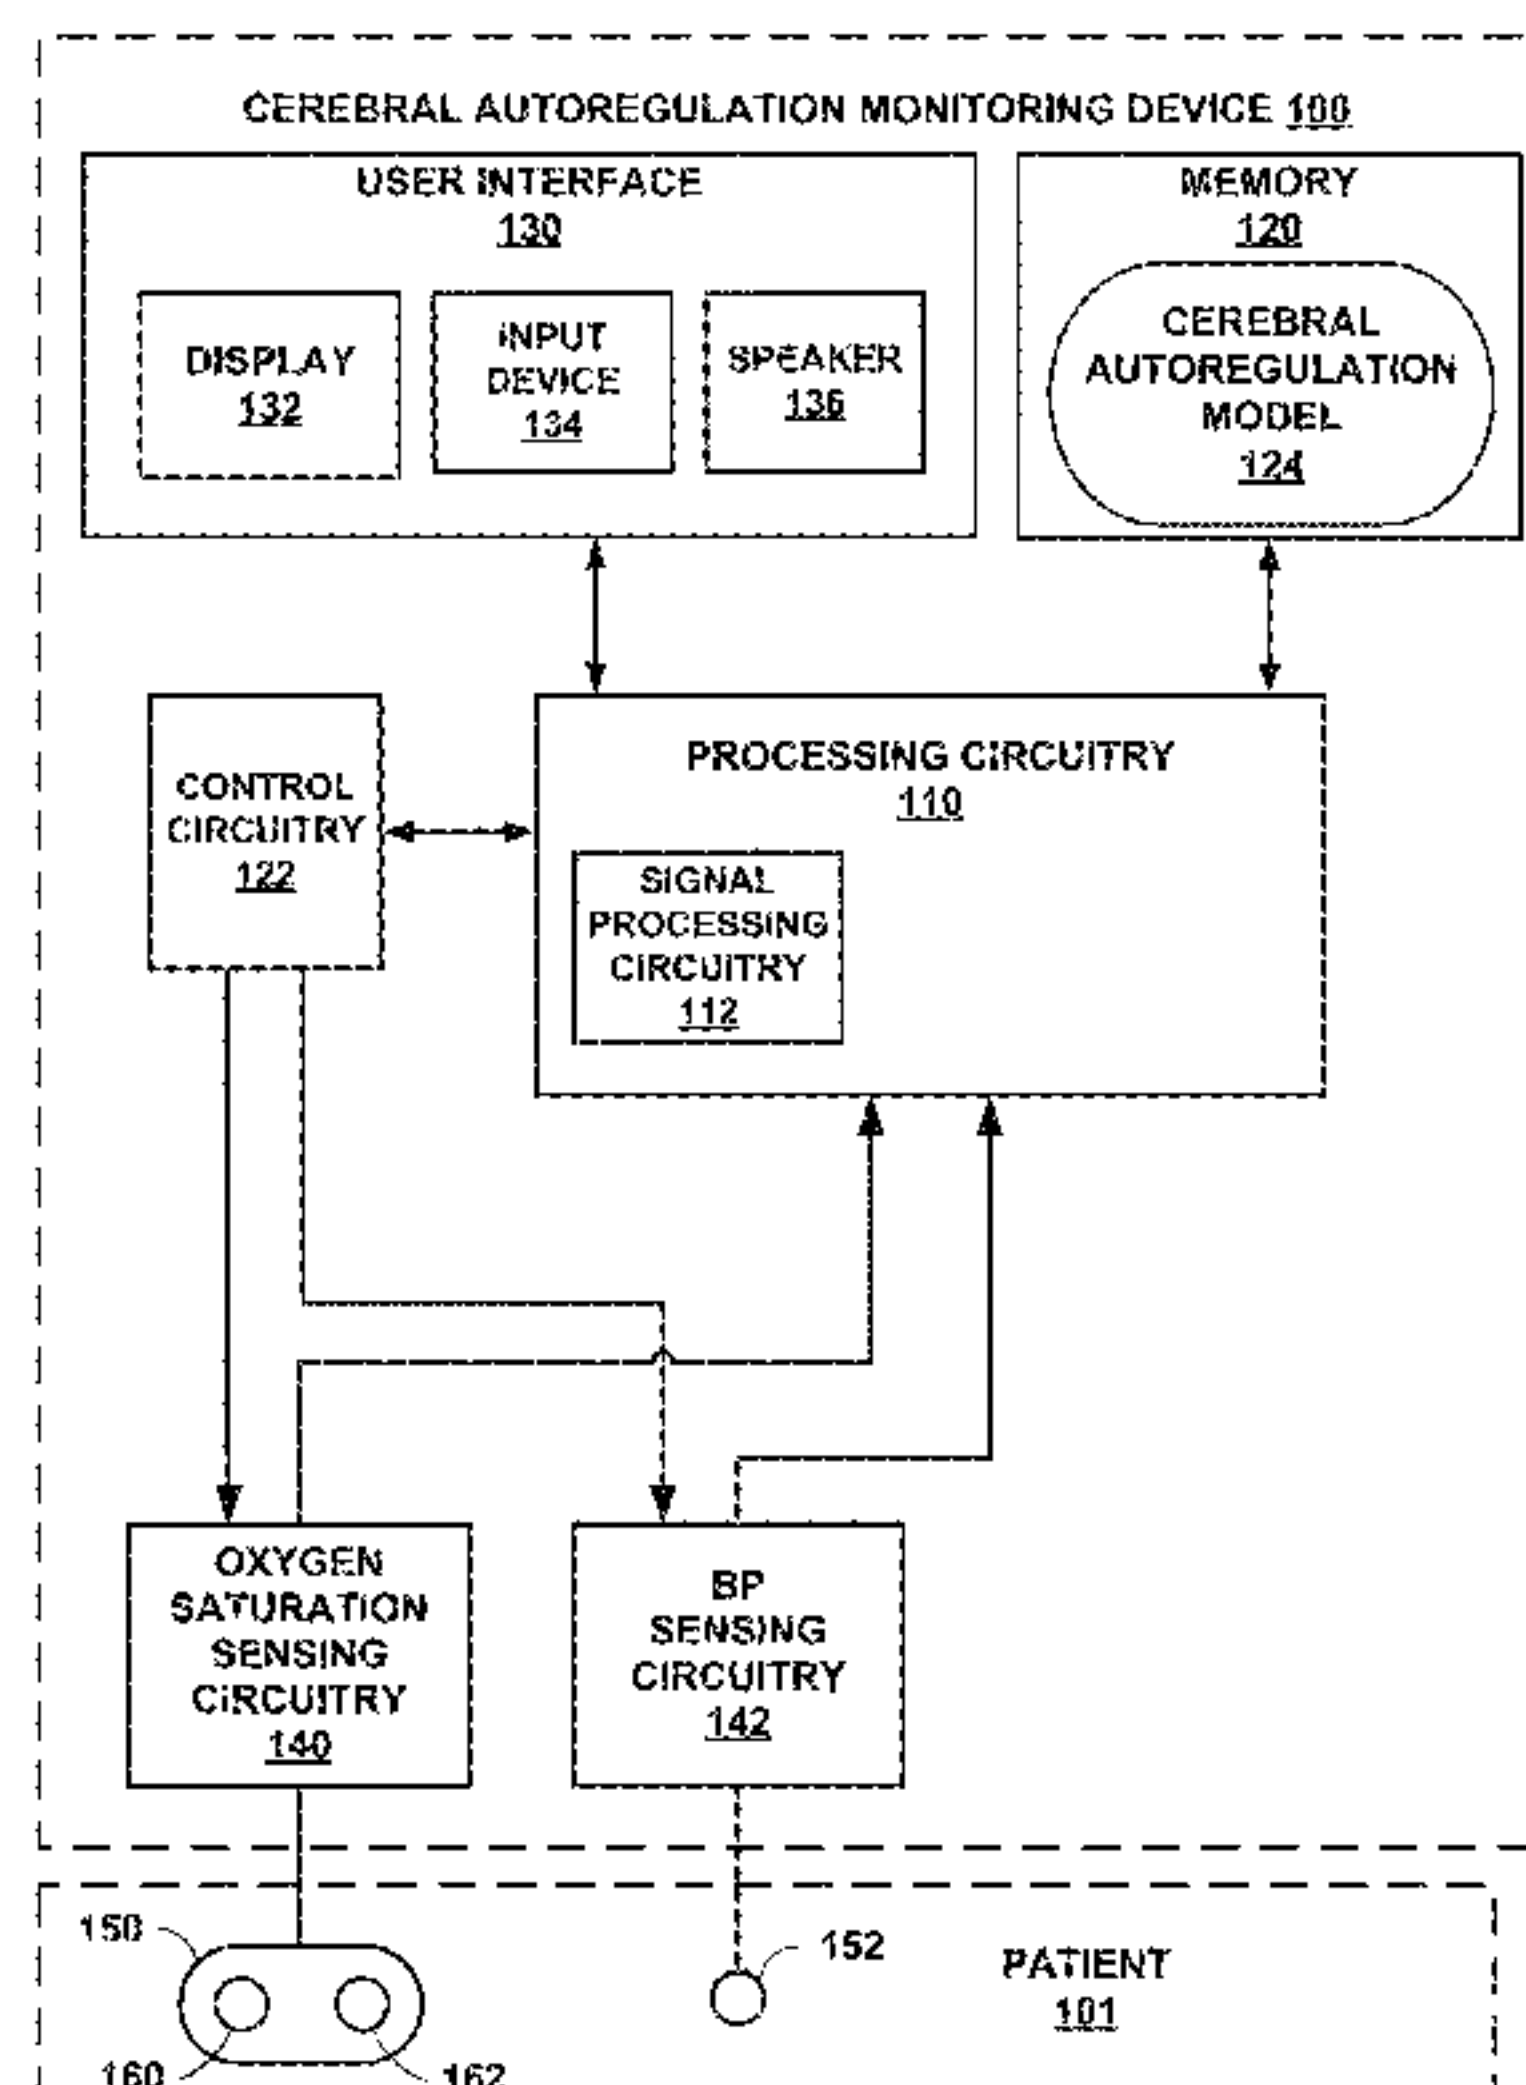 CEREBRAL AUTOREGULATION MONITORING DEVICE 100
USER INTERFACE
130
DISPLAY
132
INPUT
DEVICE
134
SPEAKER
136
MEMORY
120
CEREBRAL
AUTOREGULATION
MODEL
124
CONTROL
CIRCUITRY
122
PROCESSING CIRCUITRY
110
SIGNAL
PROCESSING
CIRCUITRY
112
OXYGEN
SATURATION
SENSING
CIRCUITRY
140
BP
SENSING
CIRCUITRY
142
150
152
PATIENT
101
160
162